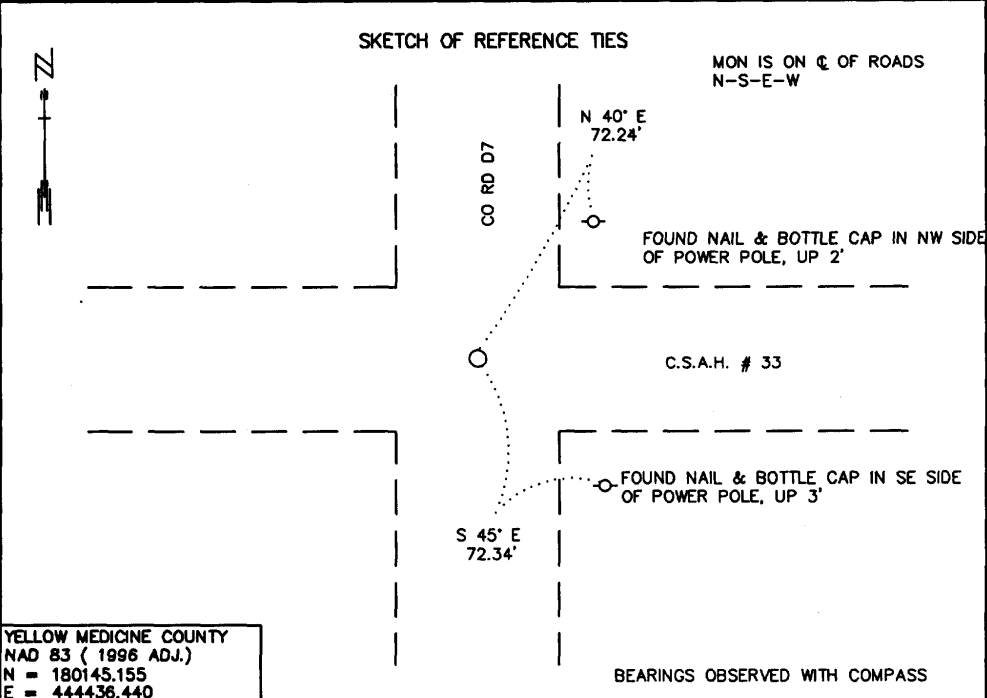 SKETCH OF REFERENCE TIES
N
MON IS ON ℄ OF ROADS
N-S-E-W
N 40° E
72.24'
CO RD D7
FOUND NAIL & BOTTLE CAP IN NW SIDE
OF POWER POLE, UP 2'
C.S.A.H. # 33
FOUND NAIL & BOTTLE CAP IN SE SIDE
OF POWER POLE, UP 3'
S 45° E
72.34'
YELLOW MEDICINE COUNTY
NAD 83 ( 1996 ADJ.)
N = 180145.155
E = 444436.440
BEARINGS OBSERVED WITH COMPASS